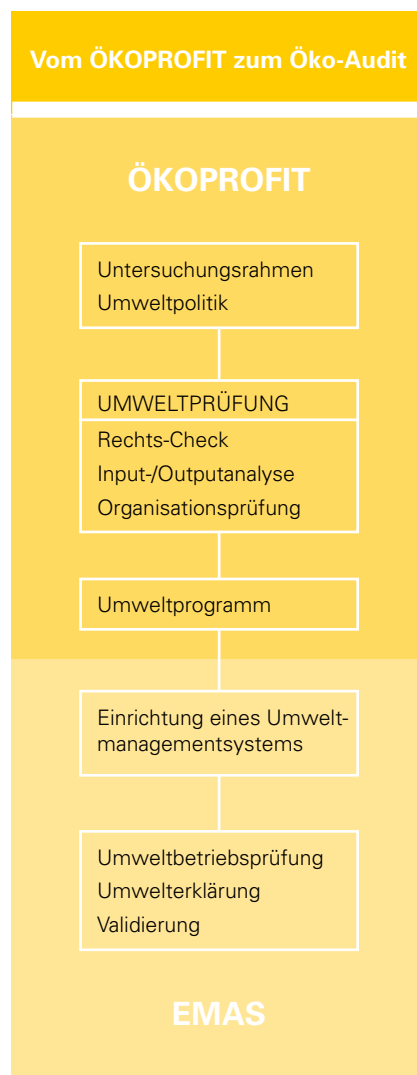 Vom ÖKOPROFIT zum Öko-Audit
ÖKOPROFIT
Untersuchungsrahmen
Umweltpolitik
UMWELTPRÜFUNG
Rechts-Check
Input-/Outputanalyse
Organisationsprüfung
Umweltprogramm
Einrichtung eines Umwelt-
managementsystems
Umweltbetriebsprüfung
Umwelterklärung
Validierung
EMAS